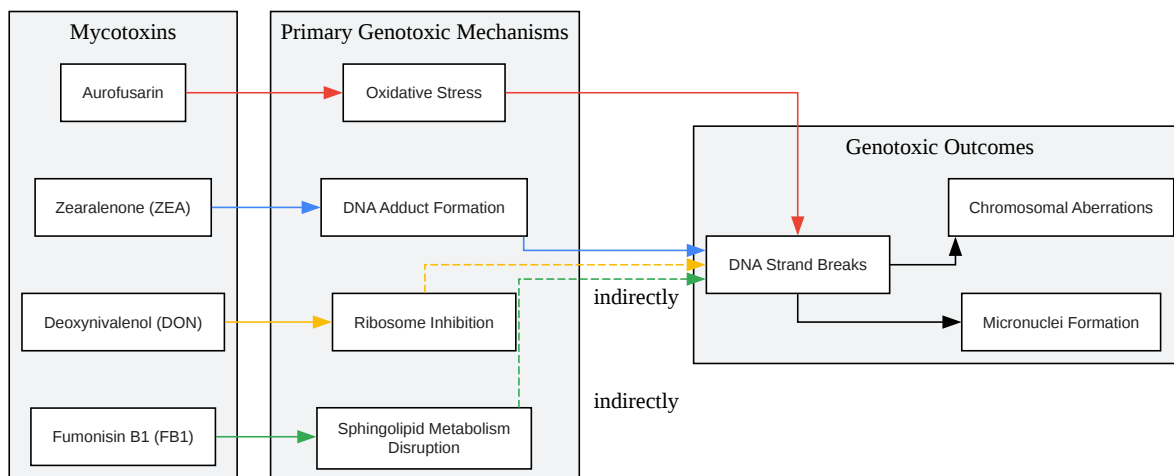 Mycotoxins
Aurofusarin
Zearalenone (ZEA)
Deoxynivalenol (DON)
Fumonisin B1 (FB1)
Primary Genotoxic Mechanisms
Oxidative Stress
DNA Adduct Formation
Ribosome Inhibition
Sphingolipid Metabolism
Disruption
indirectly
indirectly
Genotoxic Outcomes
DNA Strand Breaks
Chromosomal Aberrations
Micronuclei Formation